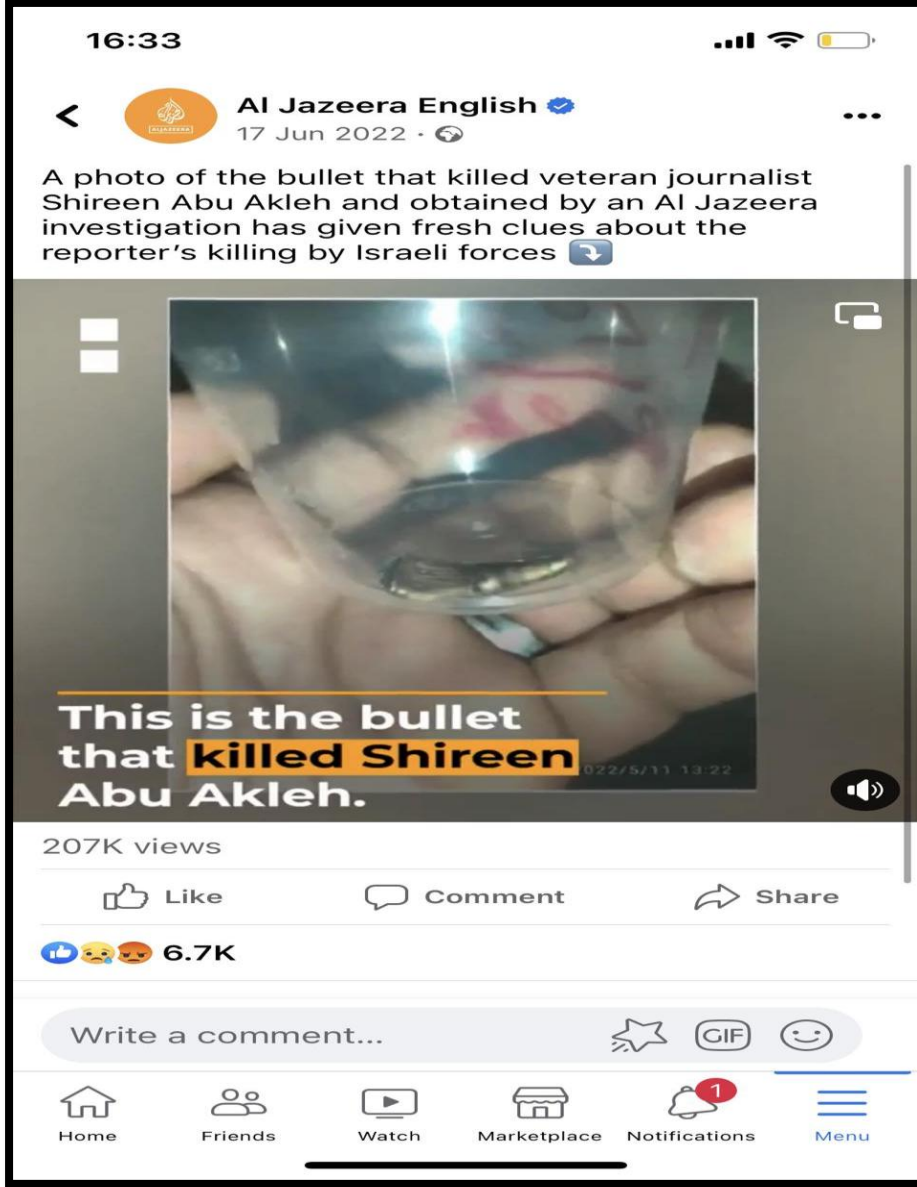 16:33
Al Jazeera English
17 Jun 2022 ·
A photo of the bullet that killed veteran journalist
Shireen Abu Akleh and obtained by an Al Jazeera
investigation has given fresh clues about the
reporter's killing by Israeli forces
This is the bullet
that killed Shireen
Abu Akleh.
022/5/11 13:22
207K views
Like
Comment
Share
6.7K
Write a comment...
GIF
1
Home
Friends
Watch
Marketplace
Notifications
Menu